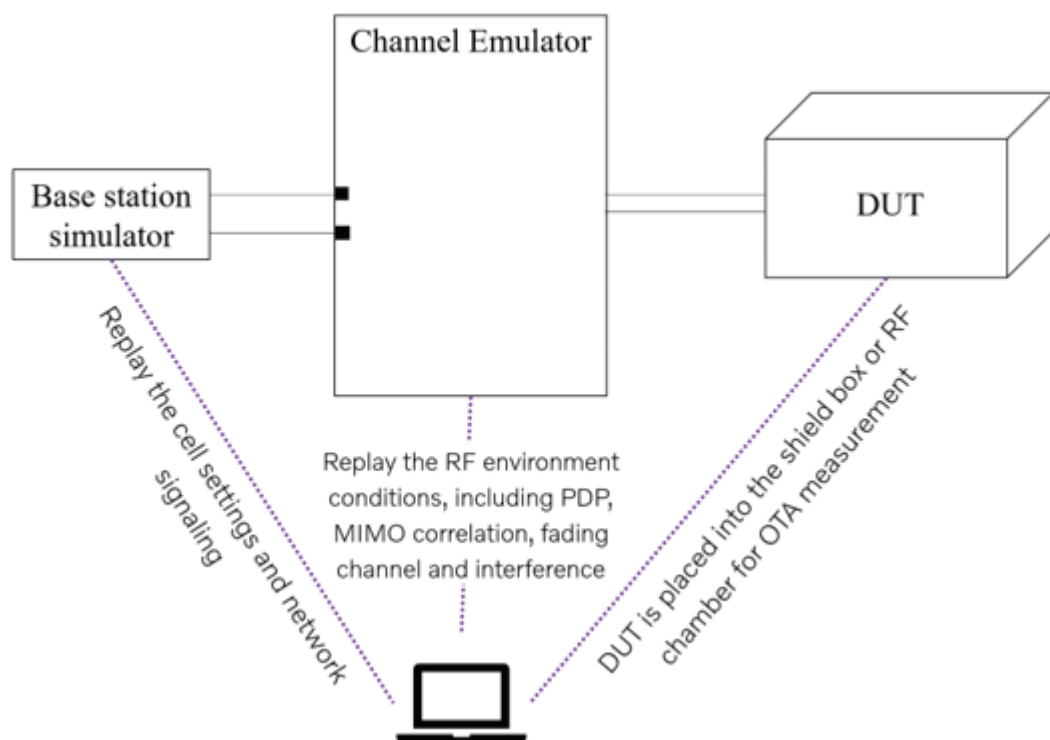 Channel Emulator
Base station
simulator
DUT
Replay the cell settings and network
signaling
Replay the RF environment
conditions, including PDP,
MIMO correlation, fading
channel and interference
DUT is placed into the shield box or RF
chamber for OTA measurement